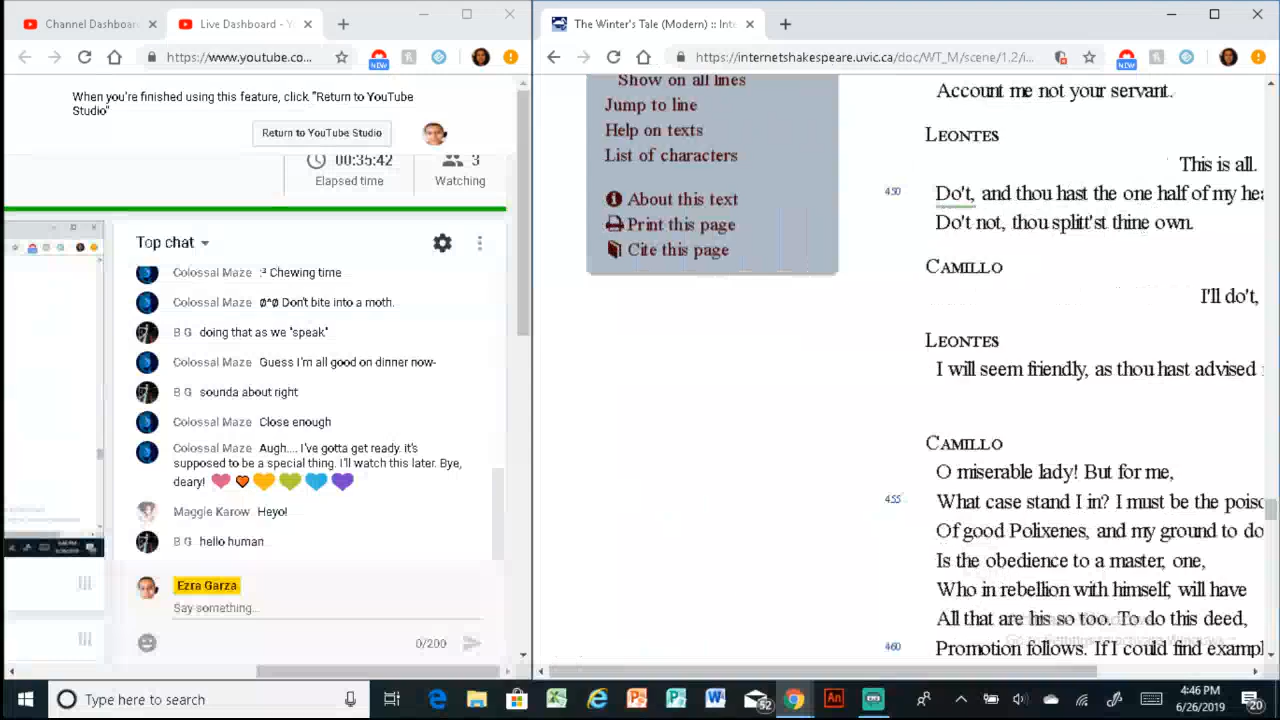 Channel Dashboard
Live Dashboard - Y
The Winter's Tale (Modern) :: Inte
https://www.youtube.co...
NEW
https://internetshakespeare.uvic.ca/doc/WT_M/scene/1.2/i...
NEW
When you're finished using this feature, click "Return to YouTube
Studio"
Return to YouTube Studio
00:35:42
3
Elapsed time
Watching
Top chat
Colossal Maze :³ Chewing time
Colossal Maze ø^ø Don't bite into a moth.
B G doing that as we "speak"
Colossal Maze Guess I'm all good on dinner now-
B G sounda about right
Colossal Maze Close enough
Colossal Maze Augh.... I've gotta get ready. it's
supposed to be a special thing. I'll watch this later. Bye,
deary!
Maggie Karow Heyo!
B G hello human
Ezra Garza
Say something...
0/200
Show on all lines
Jump to line
Help on texts
List of characters
About this text
Print this page
Cite this page
Account me not your servant.
LEONTES
This is all.
450 Do't, and thou hast the one half of my hea
Do't not, thou splitt'st thine own.
CAMILLO
I'll do't,
LEONTES
I will seem friendly, as thou hast advised
CAMILLO
O miserable lady! But for me,
455 What case stand I in? I must be the poiso
Of good Polixenes, and my ground to do
Is the obedience to a master, one,
Who in rebellion with himself, will have
All that are his so too. To do this deed,
460 Promotion follows. If I could find exampl
Type here to search
52
4:46 PM
6/26/2019
20